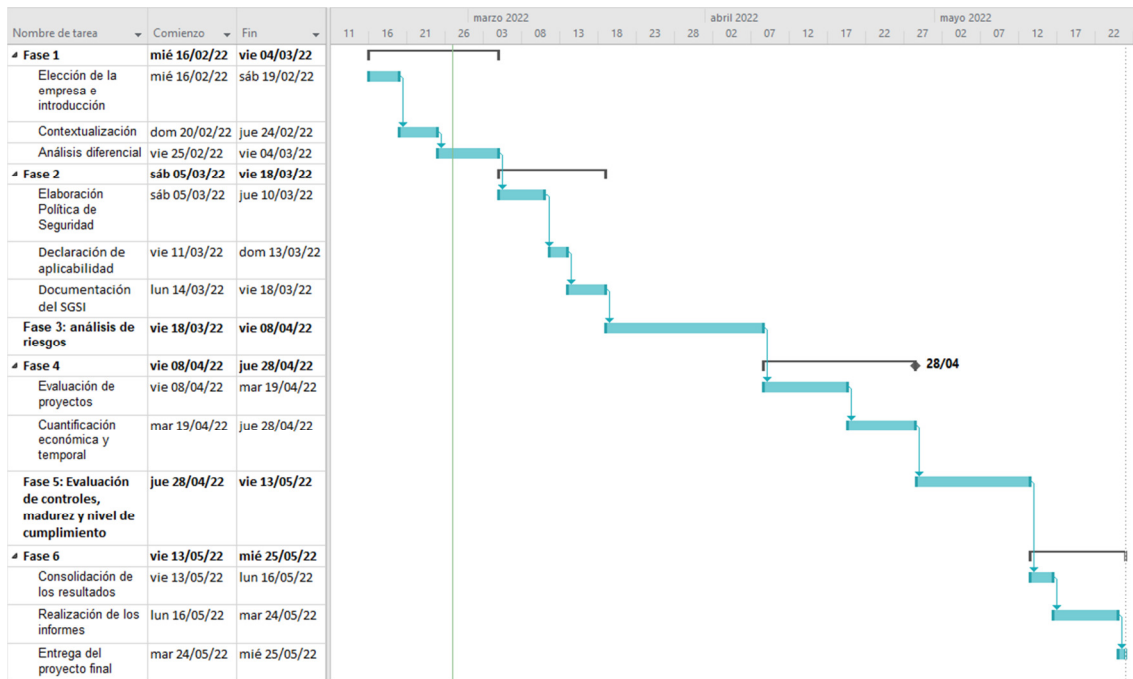 marzo 2022 abril 2022 mayo 2022
Nombre de tarea Comienzo Fin 11 16 21 26 03 08 13 18 23 28 02 07 12 17 22 27 02 07 12 17 22
Fase 1 mié 16/02/22 vie 04/03/22
Elección de la mié 16/02/22 sáb 19/02/22
empresa e
introducción
Contextualización dom 20/02/22 jue 24/02/22
Análisis diferencial vie 25/02/22 vie 04/03/22
Fase 2 sáb 05/03/22 vie 18/03/22
Elaboración sáb 05/03/22 jue 10/03/22
Política de
Seguridad
Declaración de vie 11/03/22 dom 13/03/22
aplicabilidad
Documentación lun 14/03/22 vie 18/03/22
del SGSI
Fase 3: análisis de vie 18/03/22 vie 08/04/22
riesgos
Fase 4 vie 08/04/22 jue 28/04/22 28/04
Evaluación de vie 08/04/22 mar 19/04/22
proyectos
Cuantificación mar 19/04/22 jue 28/04/22
económica y
temporal
Fase 5: Evaluación jue 28/04/22 vie 13/05/22
de controles,
madurez y nivel de
cumplimiento
Fase 6 vie 13/05/22 mié 25/05/22
Consolidación de vie 13/05/22 lun 16/05/22
los resultados
Realización de los lun 16/05/22 mar 24/05/22
informes
Entrega del mar 24/05/22 mié 25/05/22
proyecto final